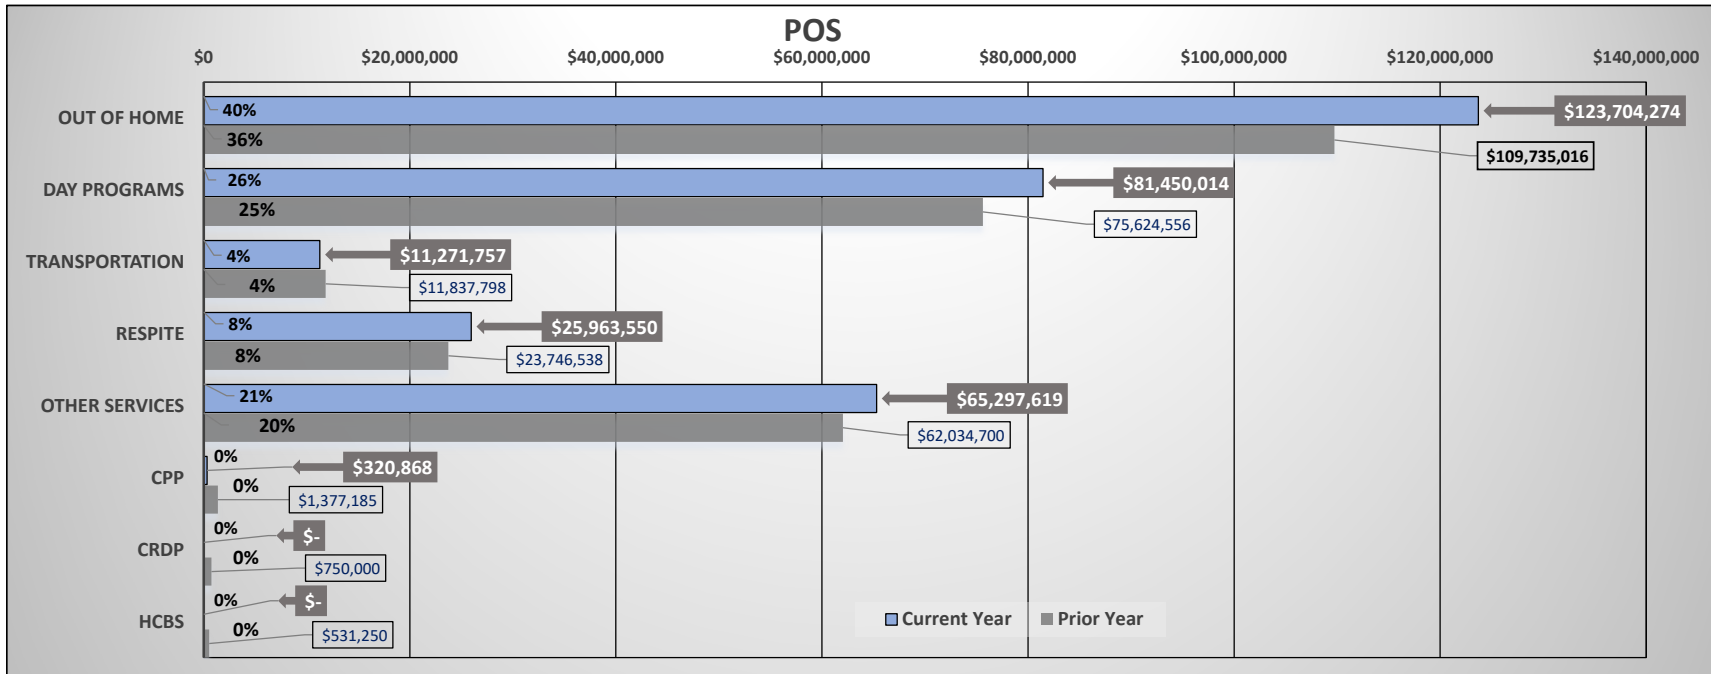 POS
$0 $20,000,000 $40,000,000 $60,000,000 $80,000,000 $100,000,000 $120,000,000 $140,000,000
OUT OF HOME
40%
$123,704,274
36%
$109,735,016
DAY PROGRAMS
26%
$81,450,014
25%
$75,624,556
TRANSPORTATION
4%
$11,271,757
4%
$11,837,798
RESPITE
8%
$25,963,550
8%
$23,746,538
OTHER SERVICES
21%
$65,297,619
20%
$62,034,700
CPP
0%
$320,868
0%
$1,377,185
CRDP
0%
$-
0%
$750,000
HCBS
0%
$-
0%
$531,250
Current Year Prior Year